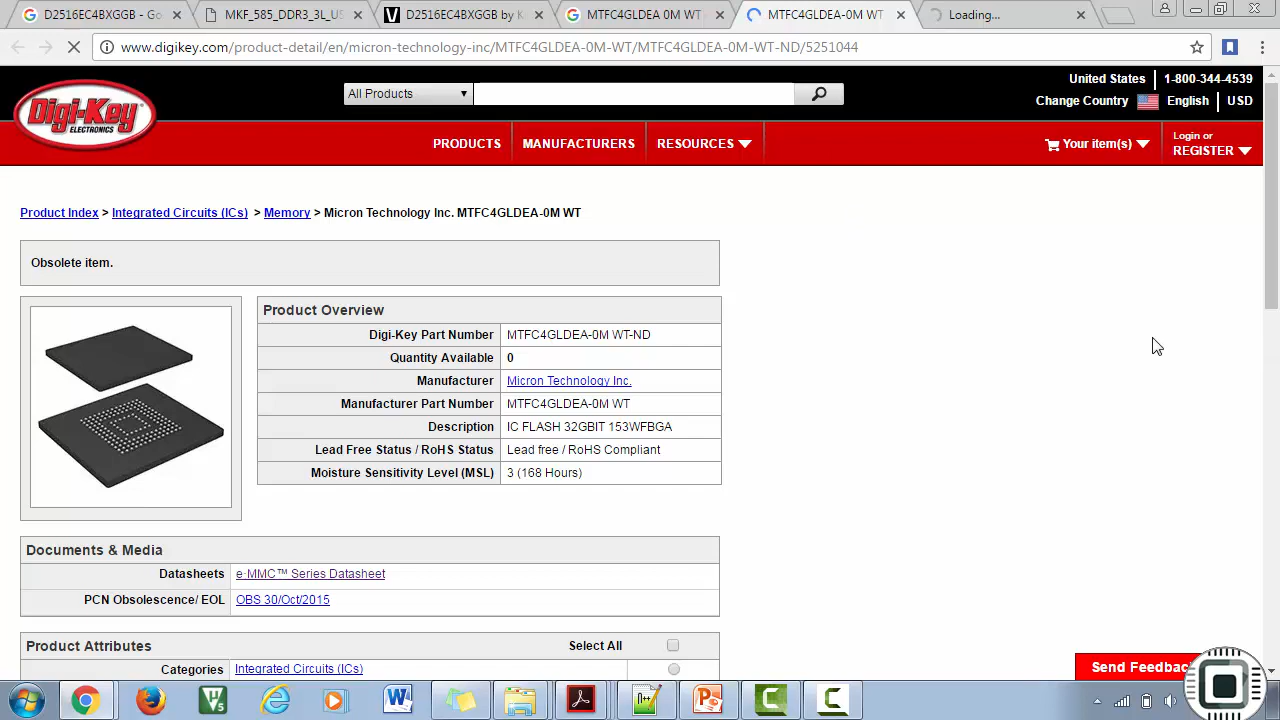 D2516EC4BXGGB - Go
MKF_585_DDR3_3L_US
D2516EC4BXGGB by K
MTFC4GLDEA 0M WT
MTFC4GLDEA-0M WT
Loading...
www.digikey.com/product-detail/en/micron-technology-inc/MTFC4GLDEA-0M-WT/MTFC4GLDEA-0M-WT-ND/5251044
United States 1-800-344-4539
Digi-Key
ELECTRONICS
All Products
Change Country English USD
PRODUCTS MANUFACTURERS RESOURCES
Your item(s)
Login or
REGISTER
Product Index > Integrated Circuits (ICs) > Memory > Micron Technology Inc. MTFC4GLDEA-0M WT
Obsolete item.
Product Overview
Digi-Key Part Number MTFC4GLDEA-0M WT-ND
Quantity Available 0
Manufacturer Micron Technology Inc.
Manufacturer Part Number MTFC4GLDEA-0M WT
Description IC FLASH 32GBIT 153WFBGA
Lead Free Status / RoHS Status Lead free / RoHS Compliant
Moisture Sensitivity Level (MSL) 3 (168 Hours)
Documents & Media
Datasheets e·MMC™ Series Datasheet
PCN Obsolescence/ EOL OBS 30/Oct/2015
Product Attributes Select All
Categories Integrated Circuits (ICs)
Send Feedbac